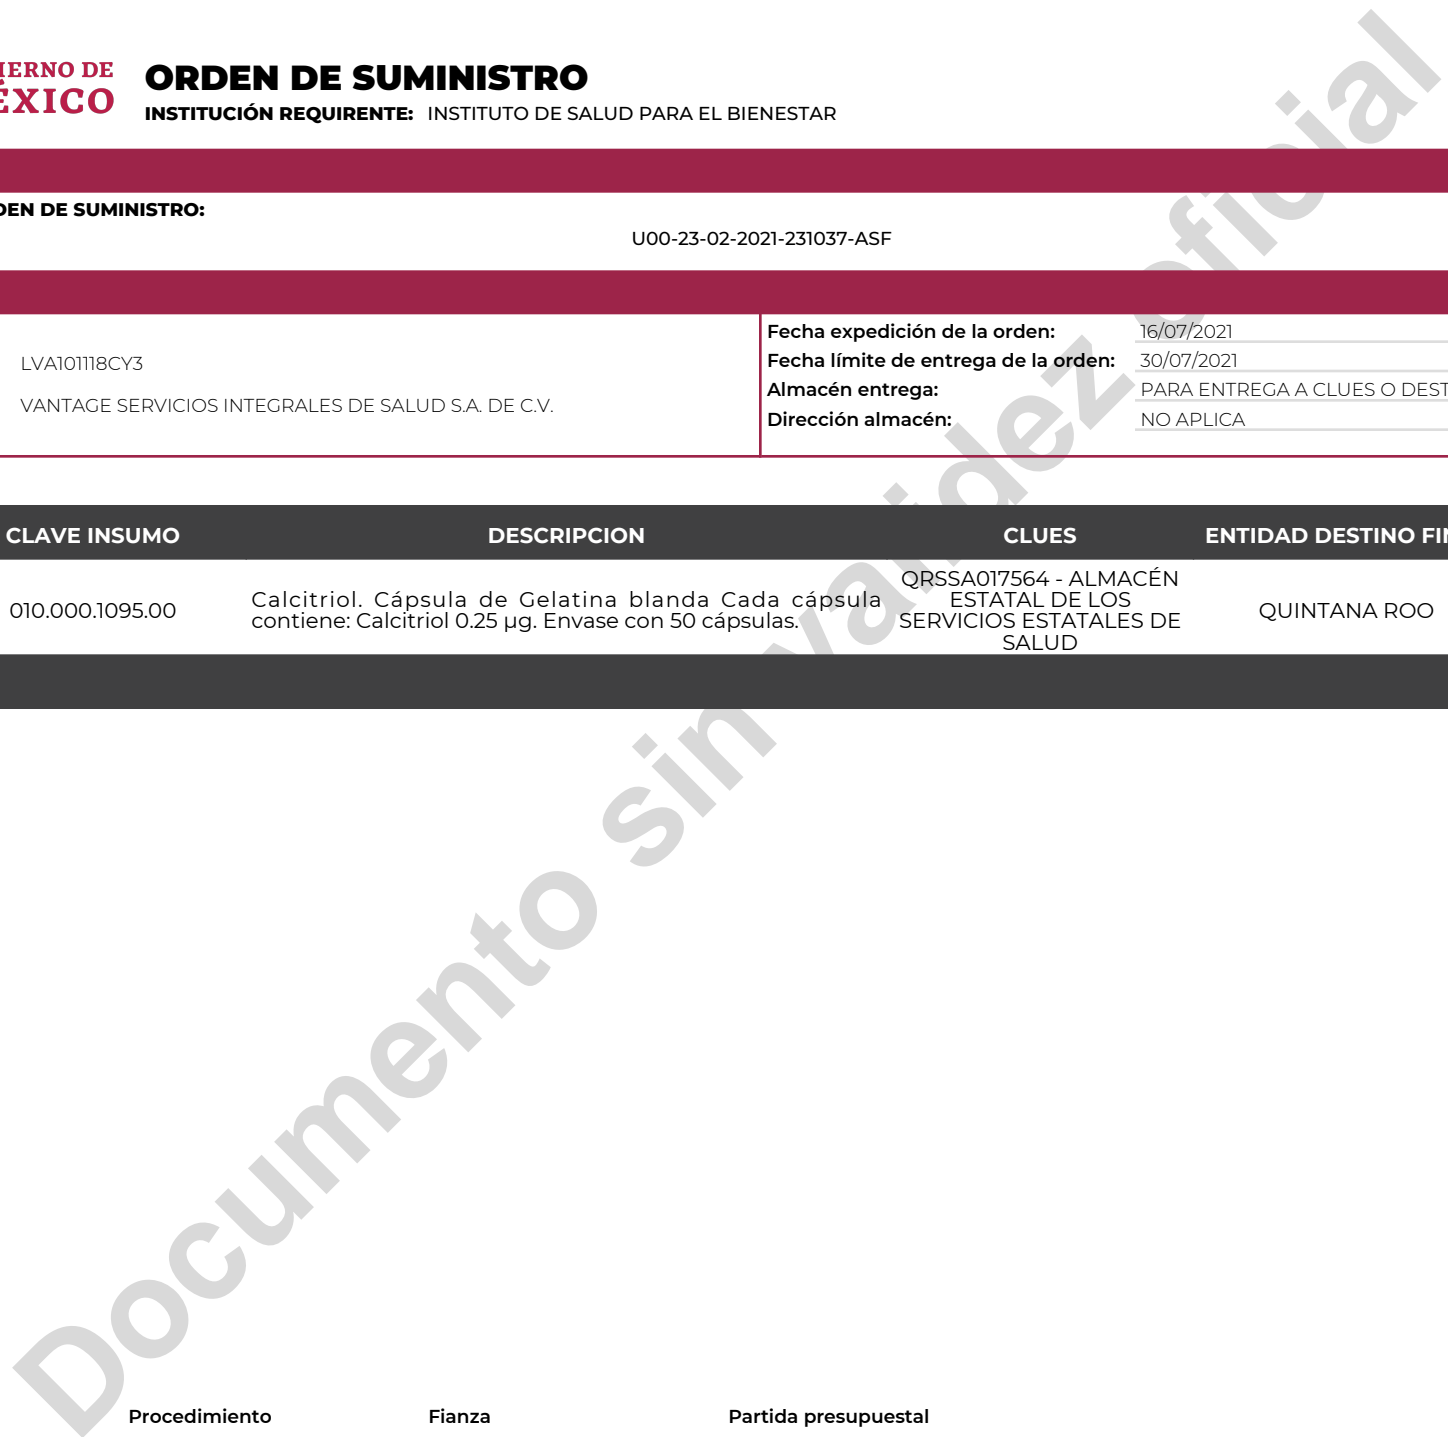 IERNO DE
ÉXICO
ORDEN DE SUMINISTRO
INSTITUCIÓN REQUIRENTE: INSTITUTO DE SALUD PARA EL BIENESTAR
DEN DE SUMINISTRO:
U00-23-02-2021-231037-ASF
LVA101118CY3
VANTAGE SERVICIOS INTEGRALES DE SALUD S.A. DE C.V.
Fecha expedición de la orden: 16/07/2021
Fecha límite de entrega de la orden: 30/07/2021
Almacén entrega: PARA ENTREGA A CLUES O DEST
Dirección almacén: NO APLICA
CLAVE INSUMO DESCRIPCION CLUES ENTIDAD DESTINO FIN
010.000.1095.00
Calcitriol. Cápsula de Gelatina blanda Cada cápsula
contiene: Calcitriol 0.25 µg. Envase con 50 cápsulas.
QRSSA017564 - ALMACÉN
ESTATAL DE LOS
SERVICIOS ESTATALES DE
SALUD
QUINTANA ROO
Documento sin validez oficial
Procedimiento Fianza Partida presupuestal